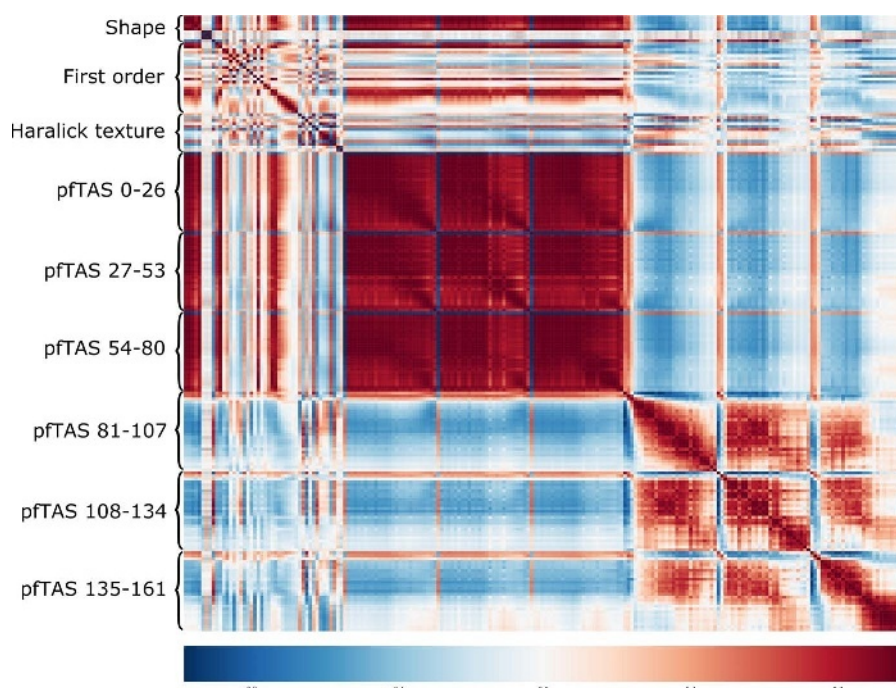 Shape
First order
Haralick texture
pfTAS 0-26
pfTAS 27-53
pfTAS 54-80
pfTAS 81-107
pfTAS 108-134
pfTAS 135-161